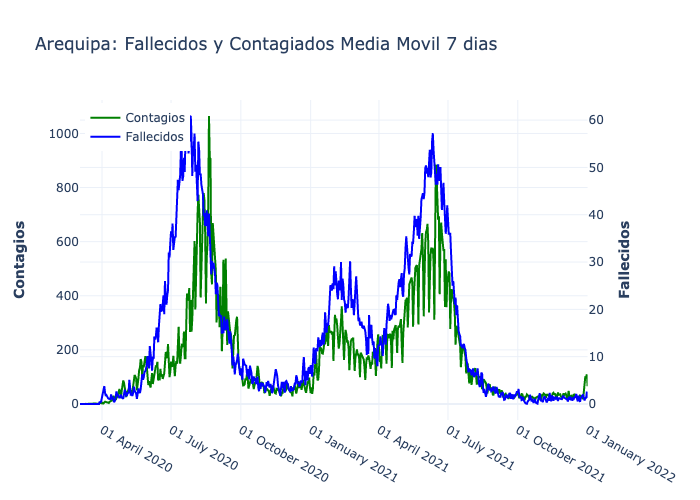 Arequipa: Fallecidos y Contagiados Media Movil 7 dias
Contagios
Fallecidos
1000
800
600
400
200
0
Contagios
60
50
40
30
20
10
0
Fallecidos
01 April 2020
01 July 2020
01 October 2020
01 January 2021
01 April 2021
01 July 2021
01 October 2021
01 January 2022